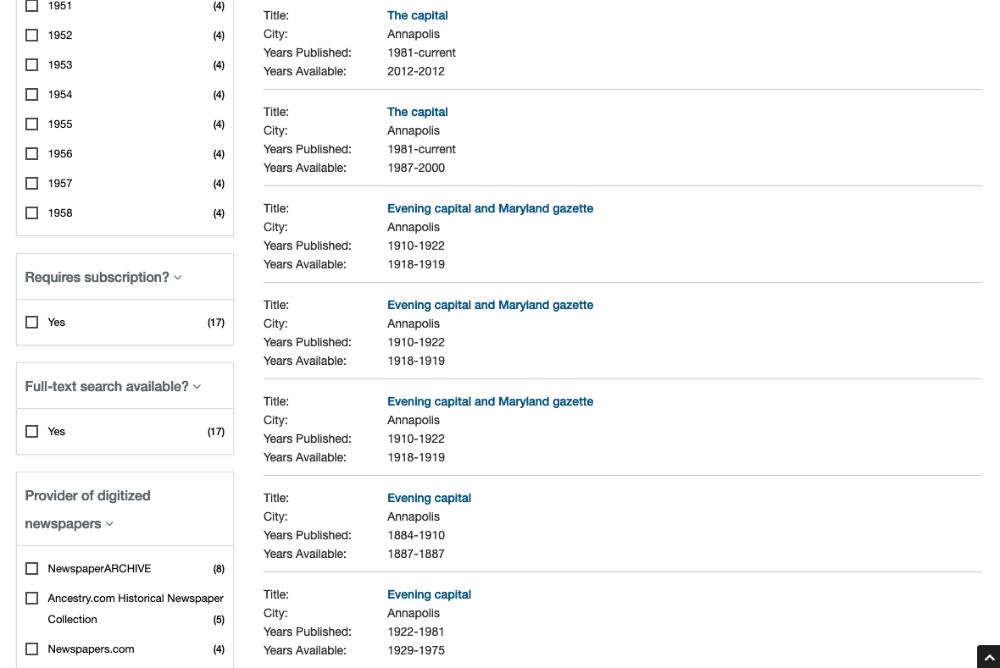 1951 (4)
1952 (4)
1953 (4)
1954 (4)
1955 (4)
1956 (4)
1957 (4)
1958 (4)
Requires subscription?
Yes (17)
Full-text search available?
Yes (17)
Provider of digitized
newspapers
NewspaperARCHIVE (8)
Ancestry.com Historical Newspaper
Collection (5)
Newspapers.com (4)
Title: The capital
City: Annapolis
Years Published: 1981-current
Years Available: 2012-2012
Title: The capital
City: Annapolis
Years Published: 1981-current
Years Available: 1987-2000
Title: Evening capital and Maryland gazette
City: Annapolis
Years Published: 1910-1922
Years Available: 1918-1919
Title: Evening capital and Maryland gazette
City: Annapolis
Years Published: 1910-1922
Years Available: 1918-1919
Title: Evening capital and Maryland gazette
City: Annapolis
Years Published: 1910-1922
Years Available: 1918-1919
Title: Evening capital
City: Annapolis
Years Published: 1884-1910
Years Available: 1887-1887
Title: Evening capital
City: Annapolis
Years Published: 1922-1981
Years Available: 1929-1975